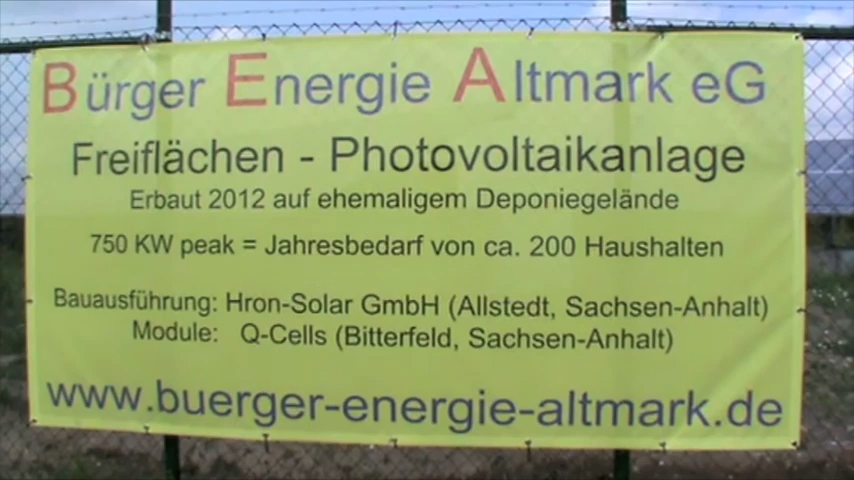 Bürger Energie Altmark eG
Freiflächen - Photovoltaikanlage
Erbaut 2012 auf ehemaligem Deponiegelände
750 KW peak = Jahresbedarf von ca. 200 Haushalten
Bauausführung: Hron-Solar GmbH (Allstedt, Sachsen-Anhalt)
Module: Q-Cells (Bitterfeld, Sachsen-Anhalt)
www.buerger-energie-altmark.de